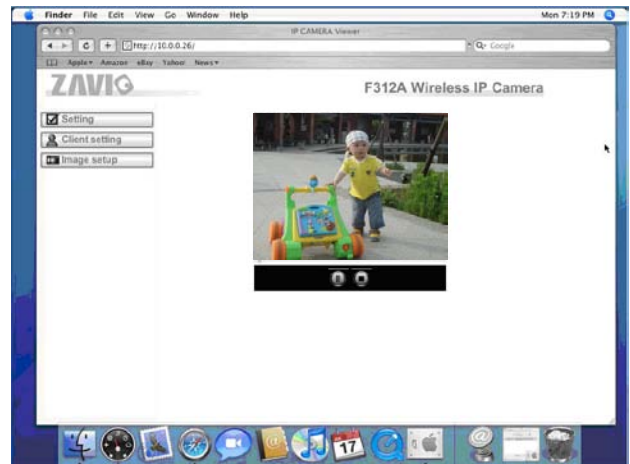 Finder File Edit View Go Window Help Mon 7:19 PM
IP CAMERA Viewer
http://10.0.0.26/
Google
Apple Amazon eBay Yahoo! News
ZAVIO
F312A Wireless IP Camera
Setting
Client setting
Image setup
17